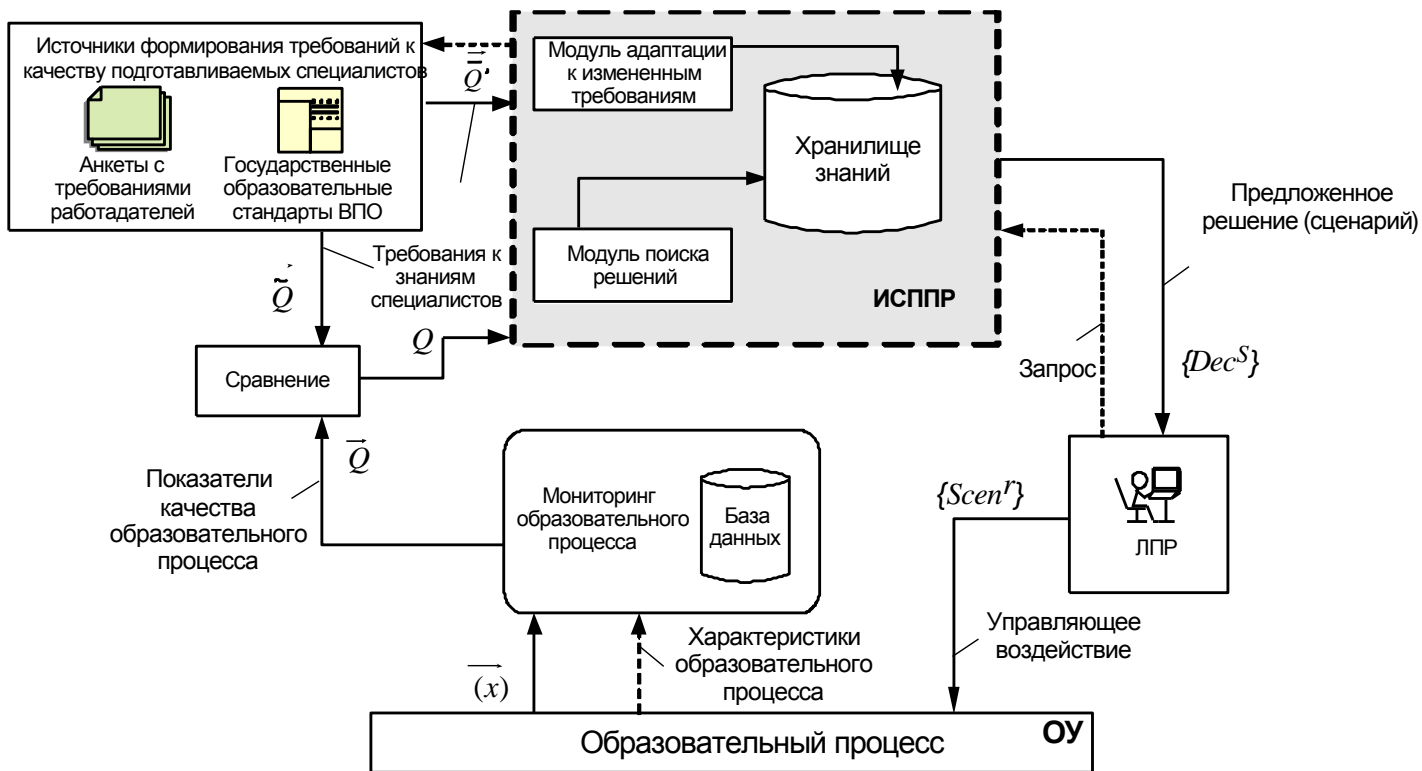 Источники формирования требований к
качеству подготавливаемых специалистов
Анкеты с
требованиями
работадателей
Государственные
образовательные
стандарты ВПО
Q'
Модуль адаптации
к измененным
требованиям
Хранилище
знаний
Модуль поиска
решений
ИСППР
Предложенное
решение (сценарий)
Требования к
знаниям
специалистов
Q̃
Q
Сравнение
Запрос
{Dec^S}
Q⃗
Показатели
качества
образовательного
процесса
Мониторинг
образовательного
процесса
База
данных
{Scen^r}
ЛПР
Управляющее
воздействие
Характеристики
образовательного
процесса
(x)
Образовательный процесс
ОУ